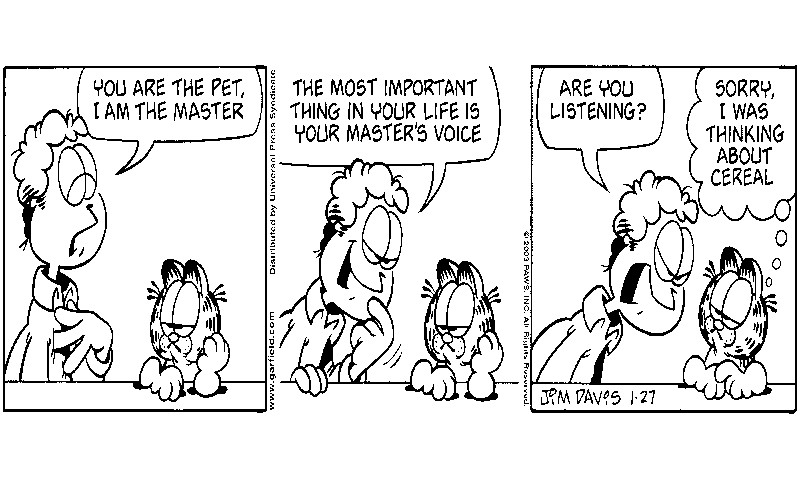 YOU ARE THE PET,
I AM THE MASTER
www.garfield.com
Distributed by Universal Press Syndicate
THE MOST IMPORTANT
THING IN YOUR LIFE IS
YOUR MASTER'S VOICE
© 2003 PAWS, INC. All Rights Reserved
ARE YOU
LISTENING?
SORRY,
I WAS
THINKING
ABOUT
CEREAL
JIM DAVIS 1·27